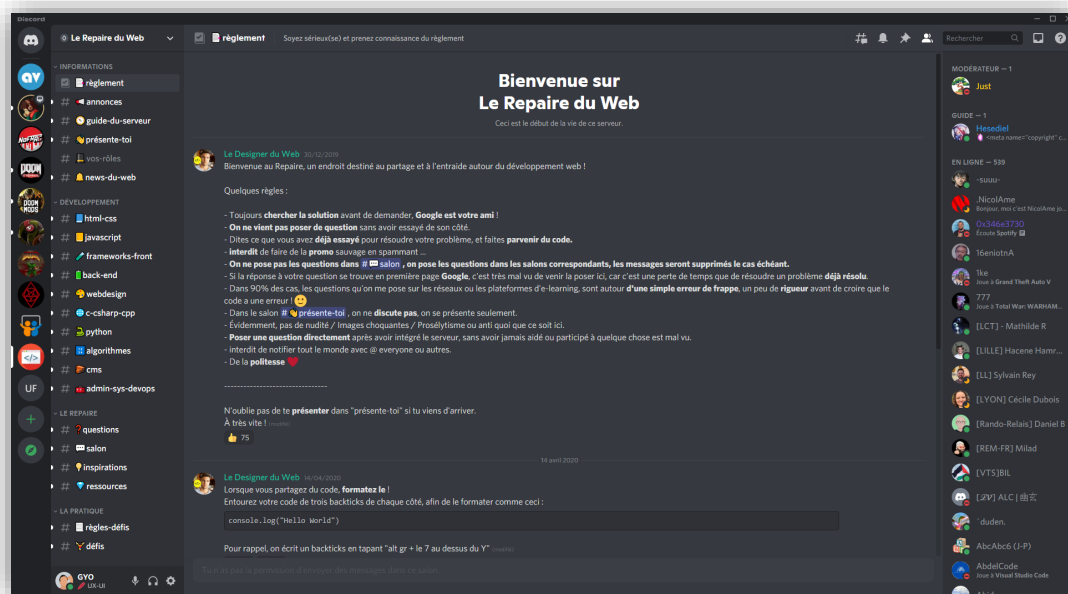 Discord
Le Repaire du Web
règlement
Soyez sérieux(se) et prenez connaissance du règlement
Rechercher
INFORMATIONS
règlement
annonces
guide-du-serveur
présente-toi
vos-rôles
news-du-web
DÉVELOPPEMENT
html-css
javascript
frameworks-front
back-end
webdesign
c-csharp-cpp
python
algorithmes
cms
admin-sys-devops
LE REPAIRE
questions
salon
inspirations
ressources
LA PRATIQUE
règles-défis
défis
GYO
UX-UI
UF
Bienvenue sur
Le Repaire du Web
Ceci est le début de la vie de ce serveur.
Le Designer du Web 30/12/2019
Bienvenue au Repaire, un endroit destiné au partage et à l'entraide autour du développement web !
Quelques règles :
- Toujours chercher la solution avant de demander, Google est votre ami !
- On ne vient pas poser de question sans avoir essayé de son côté.
- Dites ce que vous avez déjà essayé pour résoudre votre problème, et faites parvenir du code.
- interdit de faire de la promo sauvage en spammant ...
- On ne pose pas les questions dans # salon , on pose les questions dans les salons correspondants, les messages seront supprimés le cas échéant.
- Si la réponse à votre question se trouve en première page Google, c'est très mal vu de venir la poser ici, car c'est une perte de temps que de résoudre un problème déjà résolu.
- Dans 90% des cas, les questions qu'on me pose sur les réseaux ou les plateformes d'e-learning, sont autour d'une simple erreur de frappe, un peu de rigueur avant de croire que le
code a une erreur !
- Dans le salon # présente-toi , on ne discute pas, on se présente seulement.
- Évidemment, pas de nudité / Images choquantes / Prosélytisme ou anti quoi que ce soit ici.
- Poser une question directement après avoir intégré le serveur, sans avoir jamais aidé ou participé à quelque chose est mal vu.
- interdit de notifier tout le monde avec @ everyone ou autres.
- De la politesse
--------------------------------
N'oublie pas de te présenter dans "présente-toi" si tu viens d'arriver.
À très vite ! (modifié)
75
14 avril 2020
Le Designer du Web 14/04/2020
Lorsque vous partagez du code, formatez le !
Entourez votre code de trois backticks de chaque côté, afin de le formater comme ceci :
console.log("Hello World")
Pour rappel, on écrit un backticks en tapant "alt gr + le 7 au dessus du Y" (modifié)
Tu n'as pas la permission d'envoyer des messages dans ce salon.
MODÉRATEUR — 1
Just
GUIDE — 1
Hesediel
<meta name="copyright" c...
EN LIGNE — 539
-suuu-
.NicolAme
Bonjour, moi c'est NicolAme jo...
0x346e3730
Écoute Spotify
16eniotnA
1ke
Joue à Grand Theft Auto V
777
Joue à Total War: WARHAM...
[LCT] - Mathilde R
[LILLE] Hacene Hamr...
[LL] Sylvain Rey
[LYON] Cécile Dubois
[Rando-Relais] Daniel B
[REM-FR] Milad
[VTS]BIL
ALC | 幽玄
`duden.
AbcAbc6 (J-P)
AbdelCode
Joue à Visual Studio Code